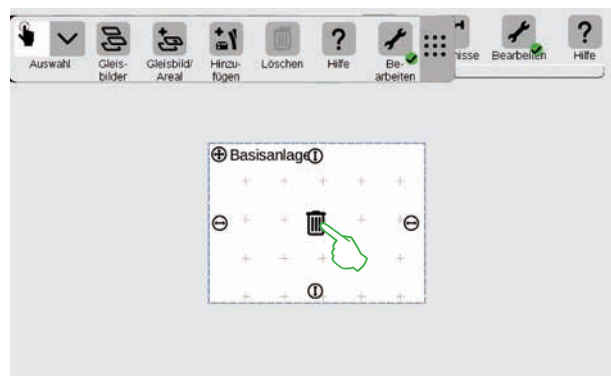 Auswahl
Gleis-
bilder
Gleisbild/
Areal
Hinzu-
fügen
Löschen
Hilfe
Be-
arbeiten
nisse
Bearbeiten
Hilfe
Basisanlage